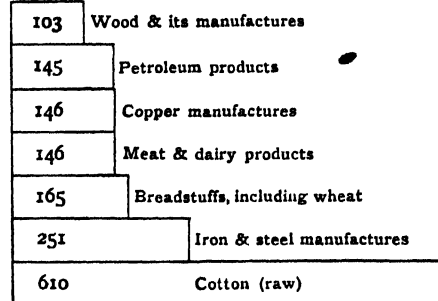 103 Wood & its manufactures
145 Petroleum products
146 Copper manufactures
146 Meat & dairy products
165 Breadstuffs, including wheat
251 Iron & steel manufactures
610 Cotton (raw)